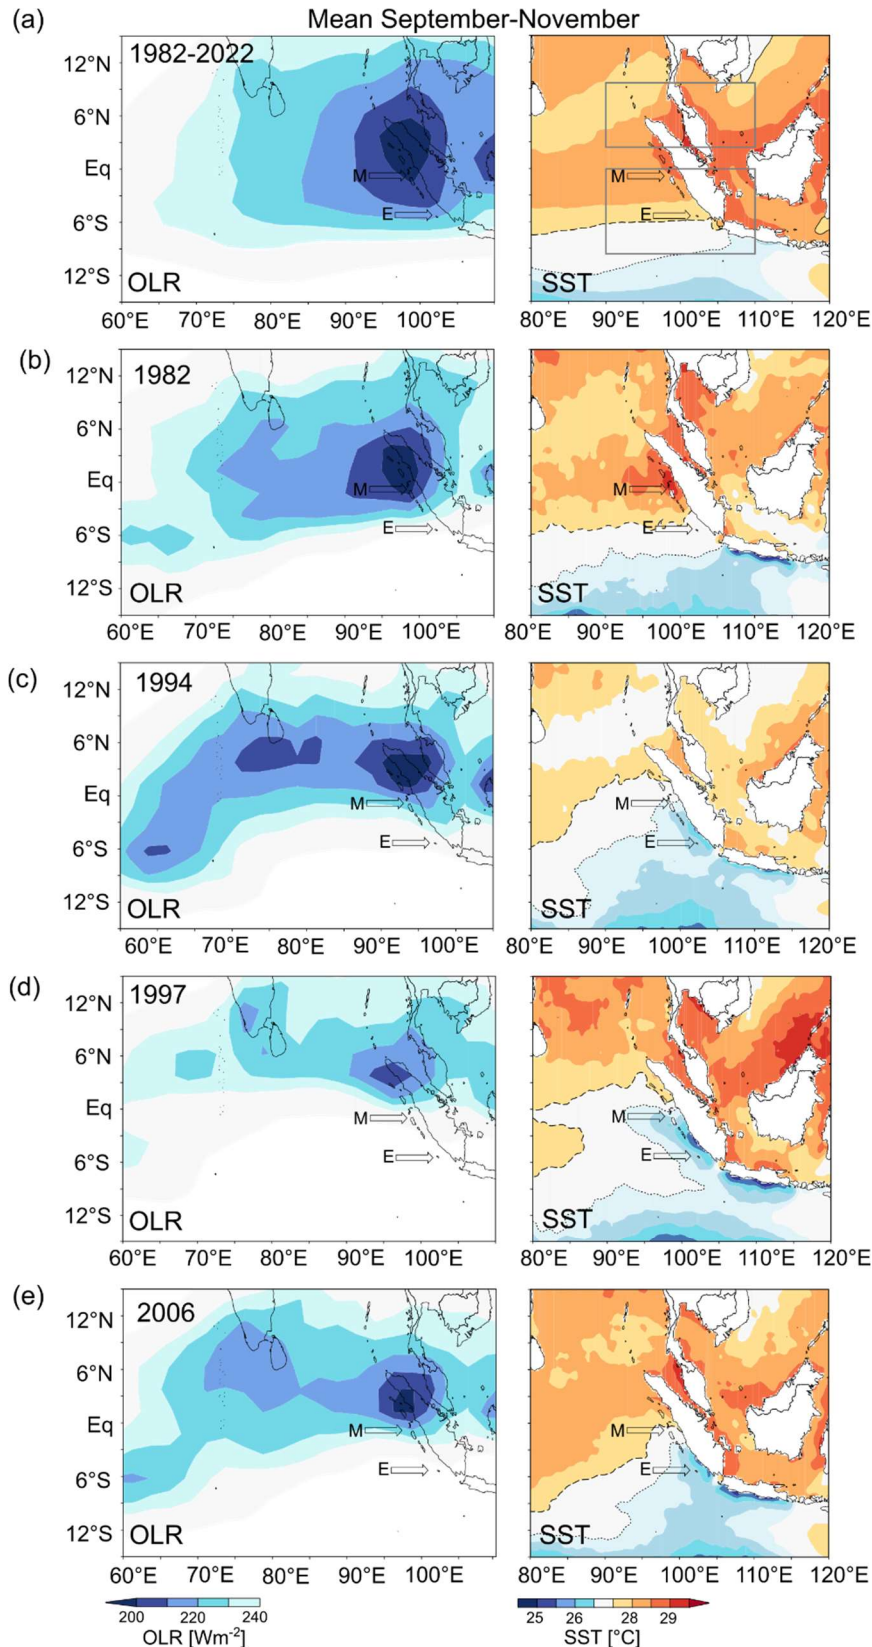 (a) Mean September-November
12°N 1982-2022
6°N
Eq M M
6°S E E
12°S OLR SST
60°E 70°E 80°E 90°E 100°E 80°E 90°E 100°E 110°E 120°E
(b)
12°N 1982
6°N
Eq M M
6°S E E
12°S OLR SST
60°E 70°E 80°E 90°E 100°E 80°E 90°E 100°E 110°E 120°E
(c)
12°N 1994
6°N
Eq M M
6°S E E
12°S OLR SST
60°E 70°E 80°E 90°E 100°E 80°E 90°E 100°E 110°E 120°E
(d)
12°N 1997
6°N
Eq M M
6°S E E
12°S OLR SST
60°E 70°E 80°E 90°E 100°E 80°E 90°E 100°E 110°E 120°E
(e)
12°N 2006
6°N
Eq M M
6°S E E
12°S OLR SST
60°E 70°E 80°E 90°E 100°E 80°E 90°E 100°E 110°E 120°E
200 220 240 25 26 28 29
OLR [Wm⁻²] SST [°C]